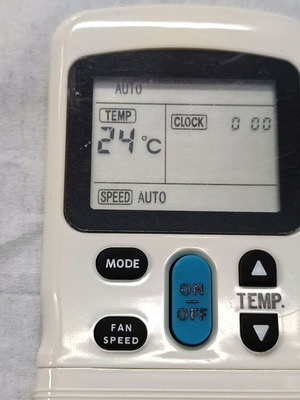 AUTO
TEMP
CLOCK 0 00
24°C
SPEED AUTO
MODE
ON
OFF
TEMP.
FAN
SPEED